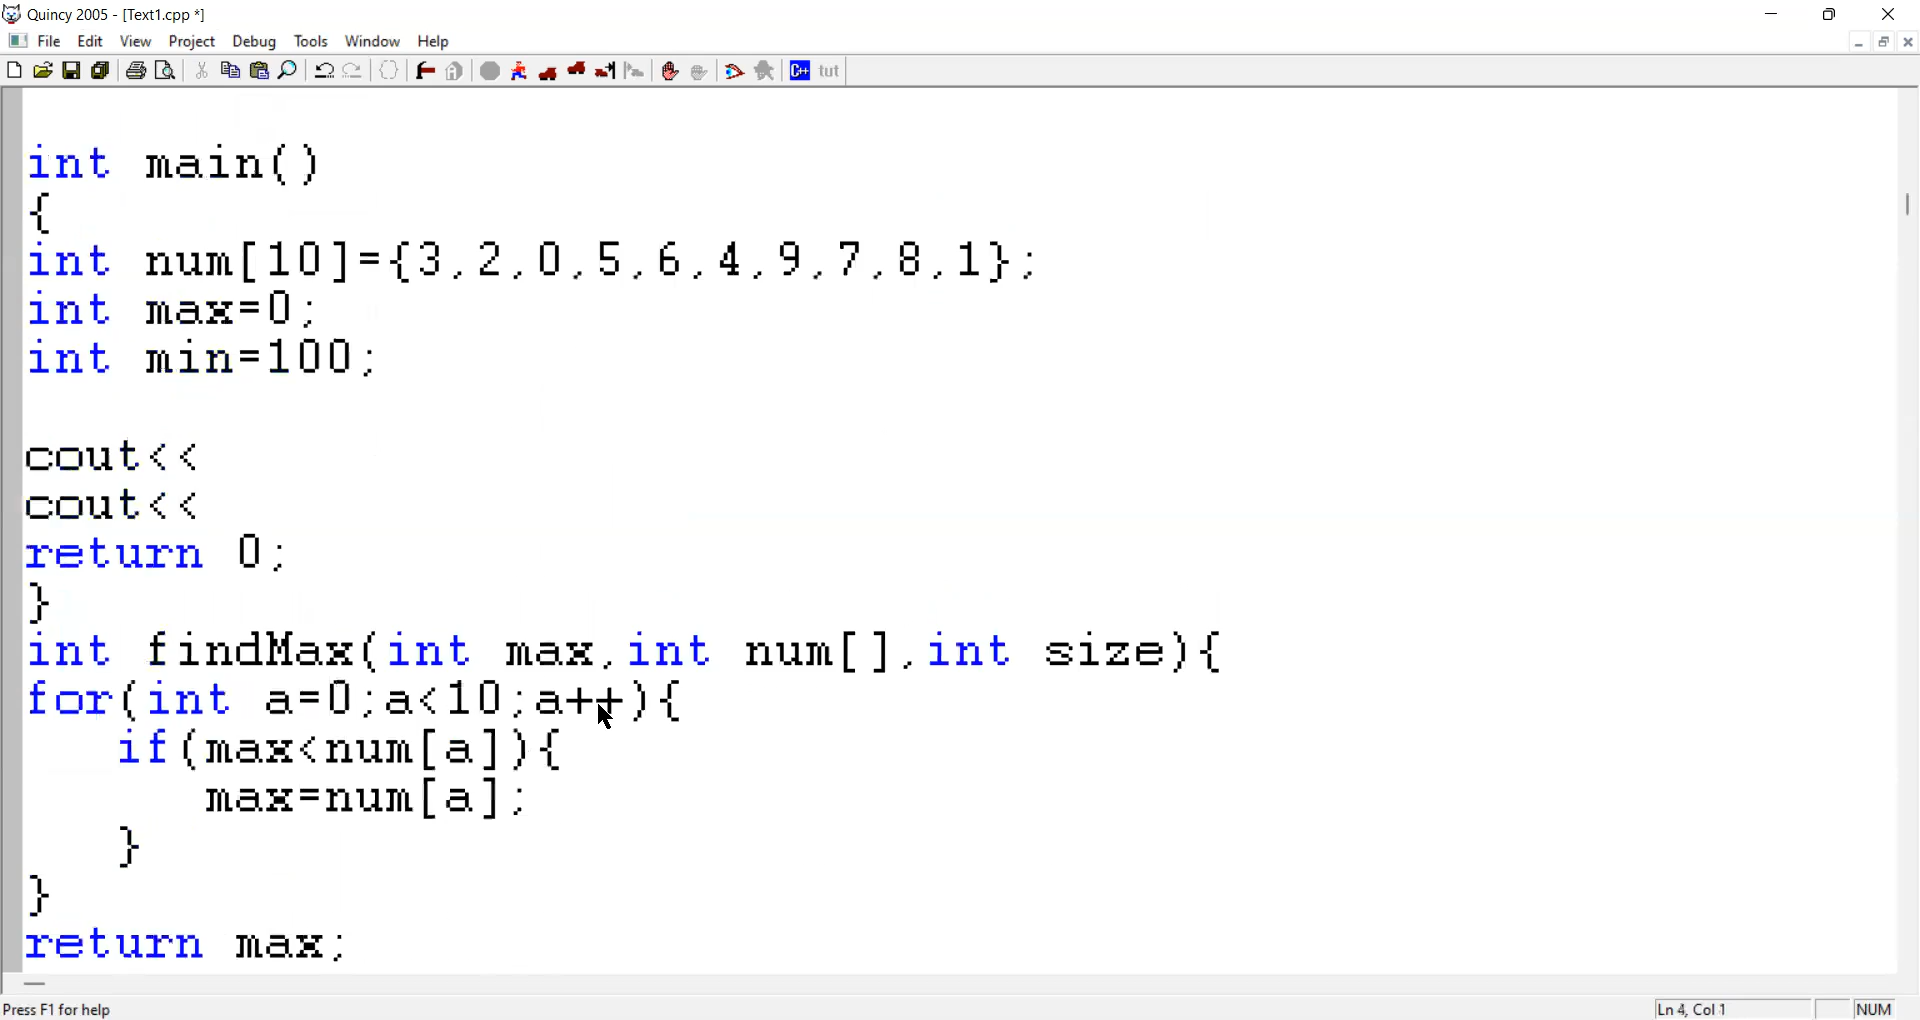 Quincy 2005 - [Text1.cpp *]
File Edit View Project Debug Tools Window Help
C++ tut
int main()
{
int num[10]={3,2,0,5,6,4,9,7,8,1};
int max=0;
int min=100;
cout<<
cout<<
return 0;
}
int findMax(int max,int num[],int size){
for(int a=0;a<10;a++){
if(max<num[a]){
max=num[a];
}
}
return max;
Press F1 for help
Ln 4, Col 1
NUM